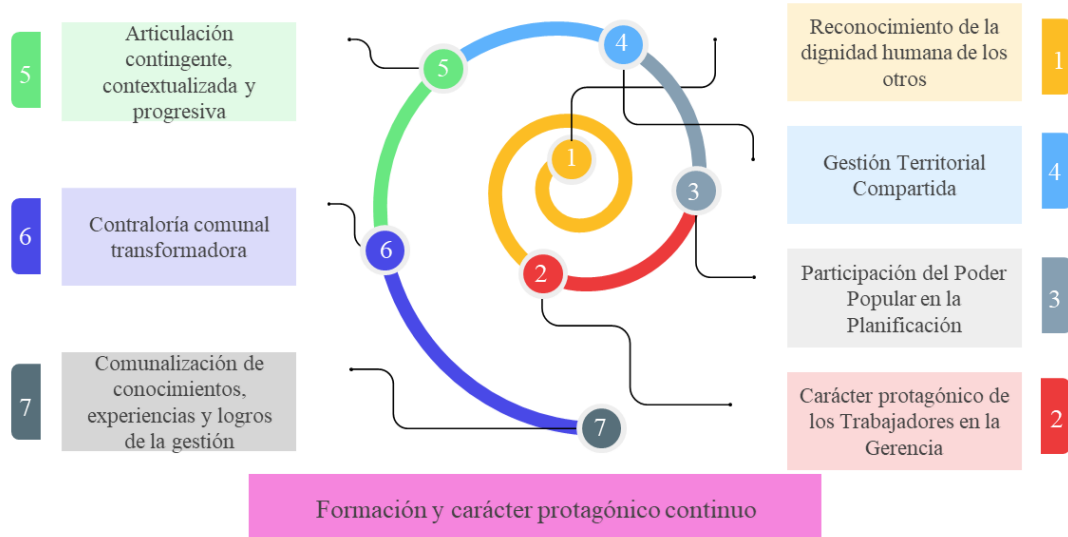 5
Articulación
contingente,
contextualizada y
progresiva
6
Contraloría comunal
transformadora
7
Comunalización de
conocimientos,
experiencias y logros
de la gestión
5
4
1
3
6
2
7
Reconocimiento de la
dignidad humana de los
otros
1
Gestión Territorial
Compartida
4
Participación del Poder
Popular en la
Planificación
3
Carácter protagónico de
los Trabajadores en la
Gerencia
2
Formación y carácter protagónico continuo